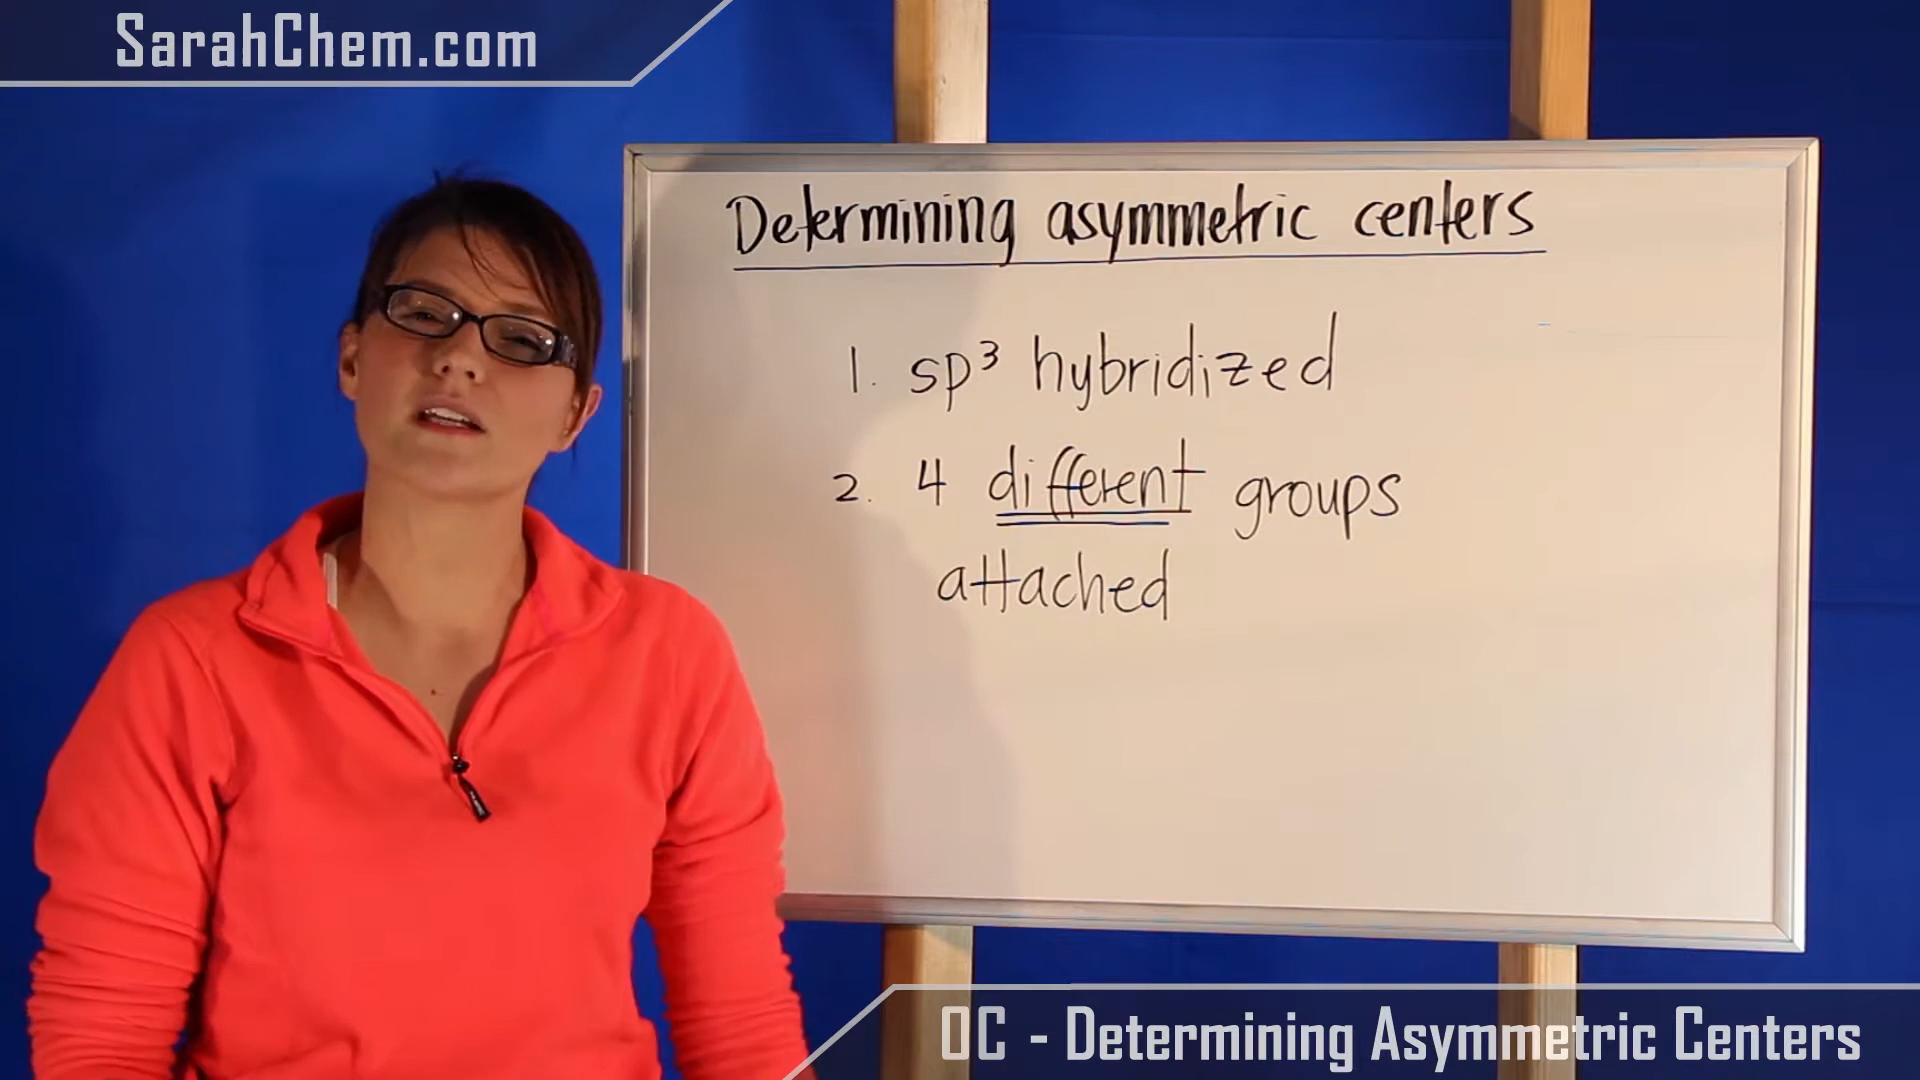 SarahChem.com
Determining asymmetric centers
1. sp³ hybridized
2. 4 different groups
attached
OC - Determining Asymmetric Centers